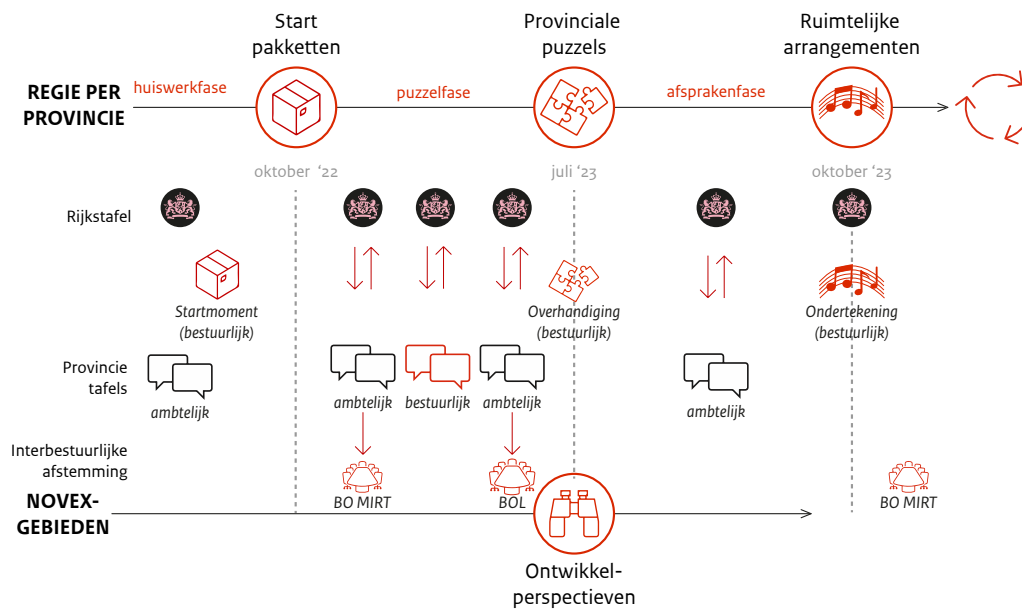 Start
pakketten
Provinciale
puzzels
Ruimtelijke
arrangementen
REGIE PER
PROVINCIE
huiswerkfase
puzzelfase
afsprakenfase
oktober ‘22
juli ‘23
oktober ‘23
Rijkstafel
Startmoment
(bestuurlijk)
Overhandiging
(bestuurlijk)
Ondertekening
(bestuurlijk)
Provincie
tafels
ambtelijk
ambtelijk
bestuurlijk
ambtelijk
ambtelijk
Interbestuurlijke
afstemming
BO MIRT
BOL
BO MIRT
NOVEX-
GEBIEDEN
Ontwikkel-
perspectieven